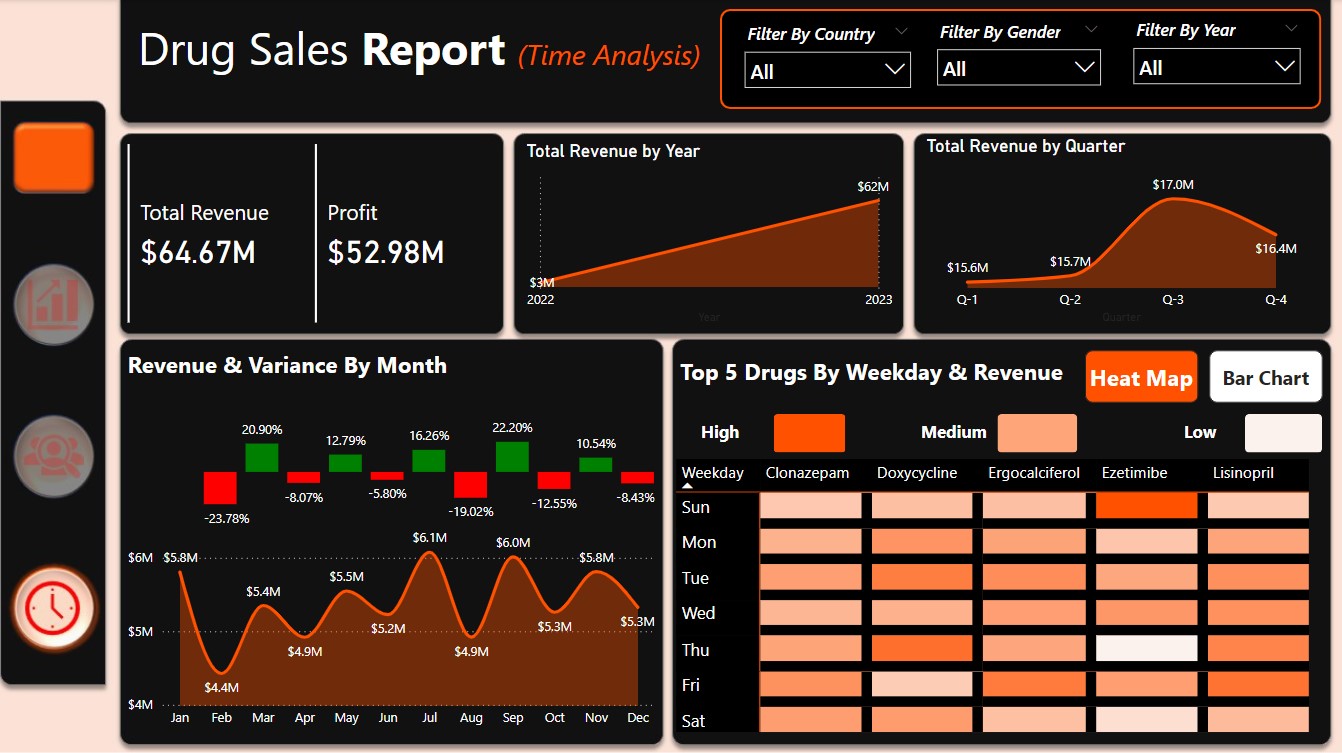 Drug Sales Report (Time Analysis)
Filter By Country
All
Filter By Gender
All
Filter By Year
All
Total Revenue
$64.67M
Profit
$52.98M
Total Revenue by Year
$62M
$3M
2022
2023
Year
Total Revenue by Quarter
$17.0M
$15.6M
$15.7M
$16.4M
Q-1 Q-2 Q-3 Q-4
Quarter
Revenue & Variance By Month
20.90% 12.79% 16.26% 22.20% 10.54%
-23.78% -8.07% -5.80% -19.02% -12.55% -8.43%
$6M
$5M
$4M
$5.8M $4.4M $5.4M $4.9M $5.5M $5.2M $6.1M $4.9M $6.0M $5.3M $5.8M $5.3M
Jan Feb Mar Apr May Jun Jul Aug Sep Oct Nov Dec
Top 5 Drugs By Weekday & Revenue
Heat Map
Bar Chart
High Medium Low
Weekday Clonazepam Doxycycline Ergocalciferol Ezetimibe Lisinopril
Sun
Mon
Tue
Wed
Thu
Fri
Sat